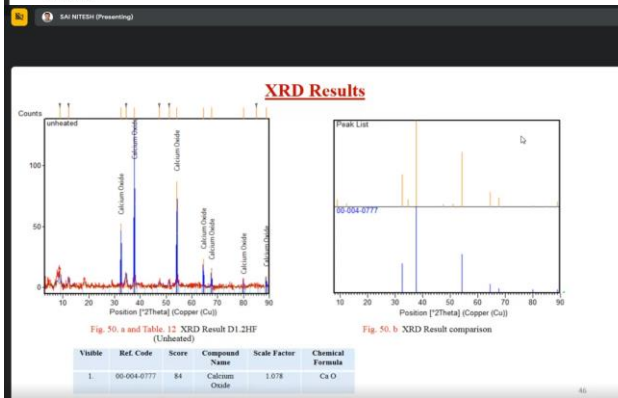 SAI NITESH (Presenting)
XRD Results
Counts
unheated
100
50
0
Calcium Oxide
Calcium Oxide
Calcium Oxide
Calcium Oxide
Calcium Oxide
Calcium Oxide
Calcium Oxide
10 20 30 40 50 60 70 80 90
Position [°2Theta] (Copper (Cu))
Peak List
00-004-0777
10 20 30 40 50 60 70 80 90
Position [°2Theta] (Copper (Cu))
Fig. 50. a and Table. 12 XRD Result D1.2HF
(Unheated)
Fig. 50. b XRD Result comparison
Visible Ref. Code Score Compound Name Scale Factor Chemical Formula
1. 00-004-0777 84 Calcium Oxide 1.078 Ca O
46